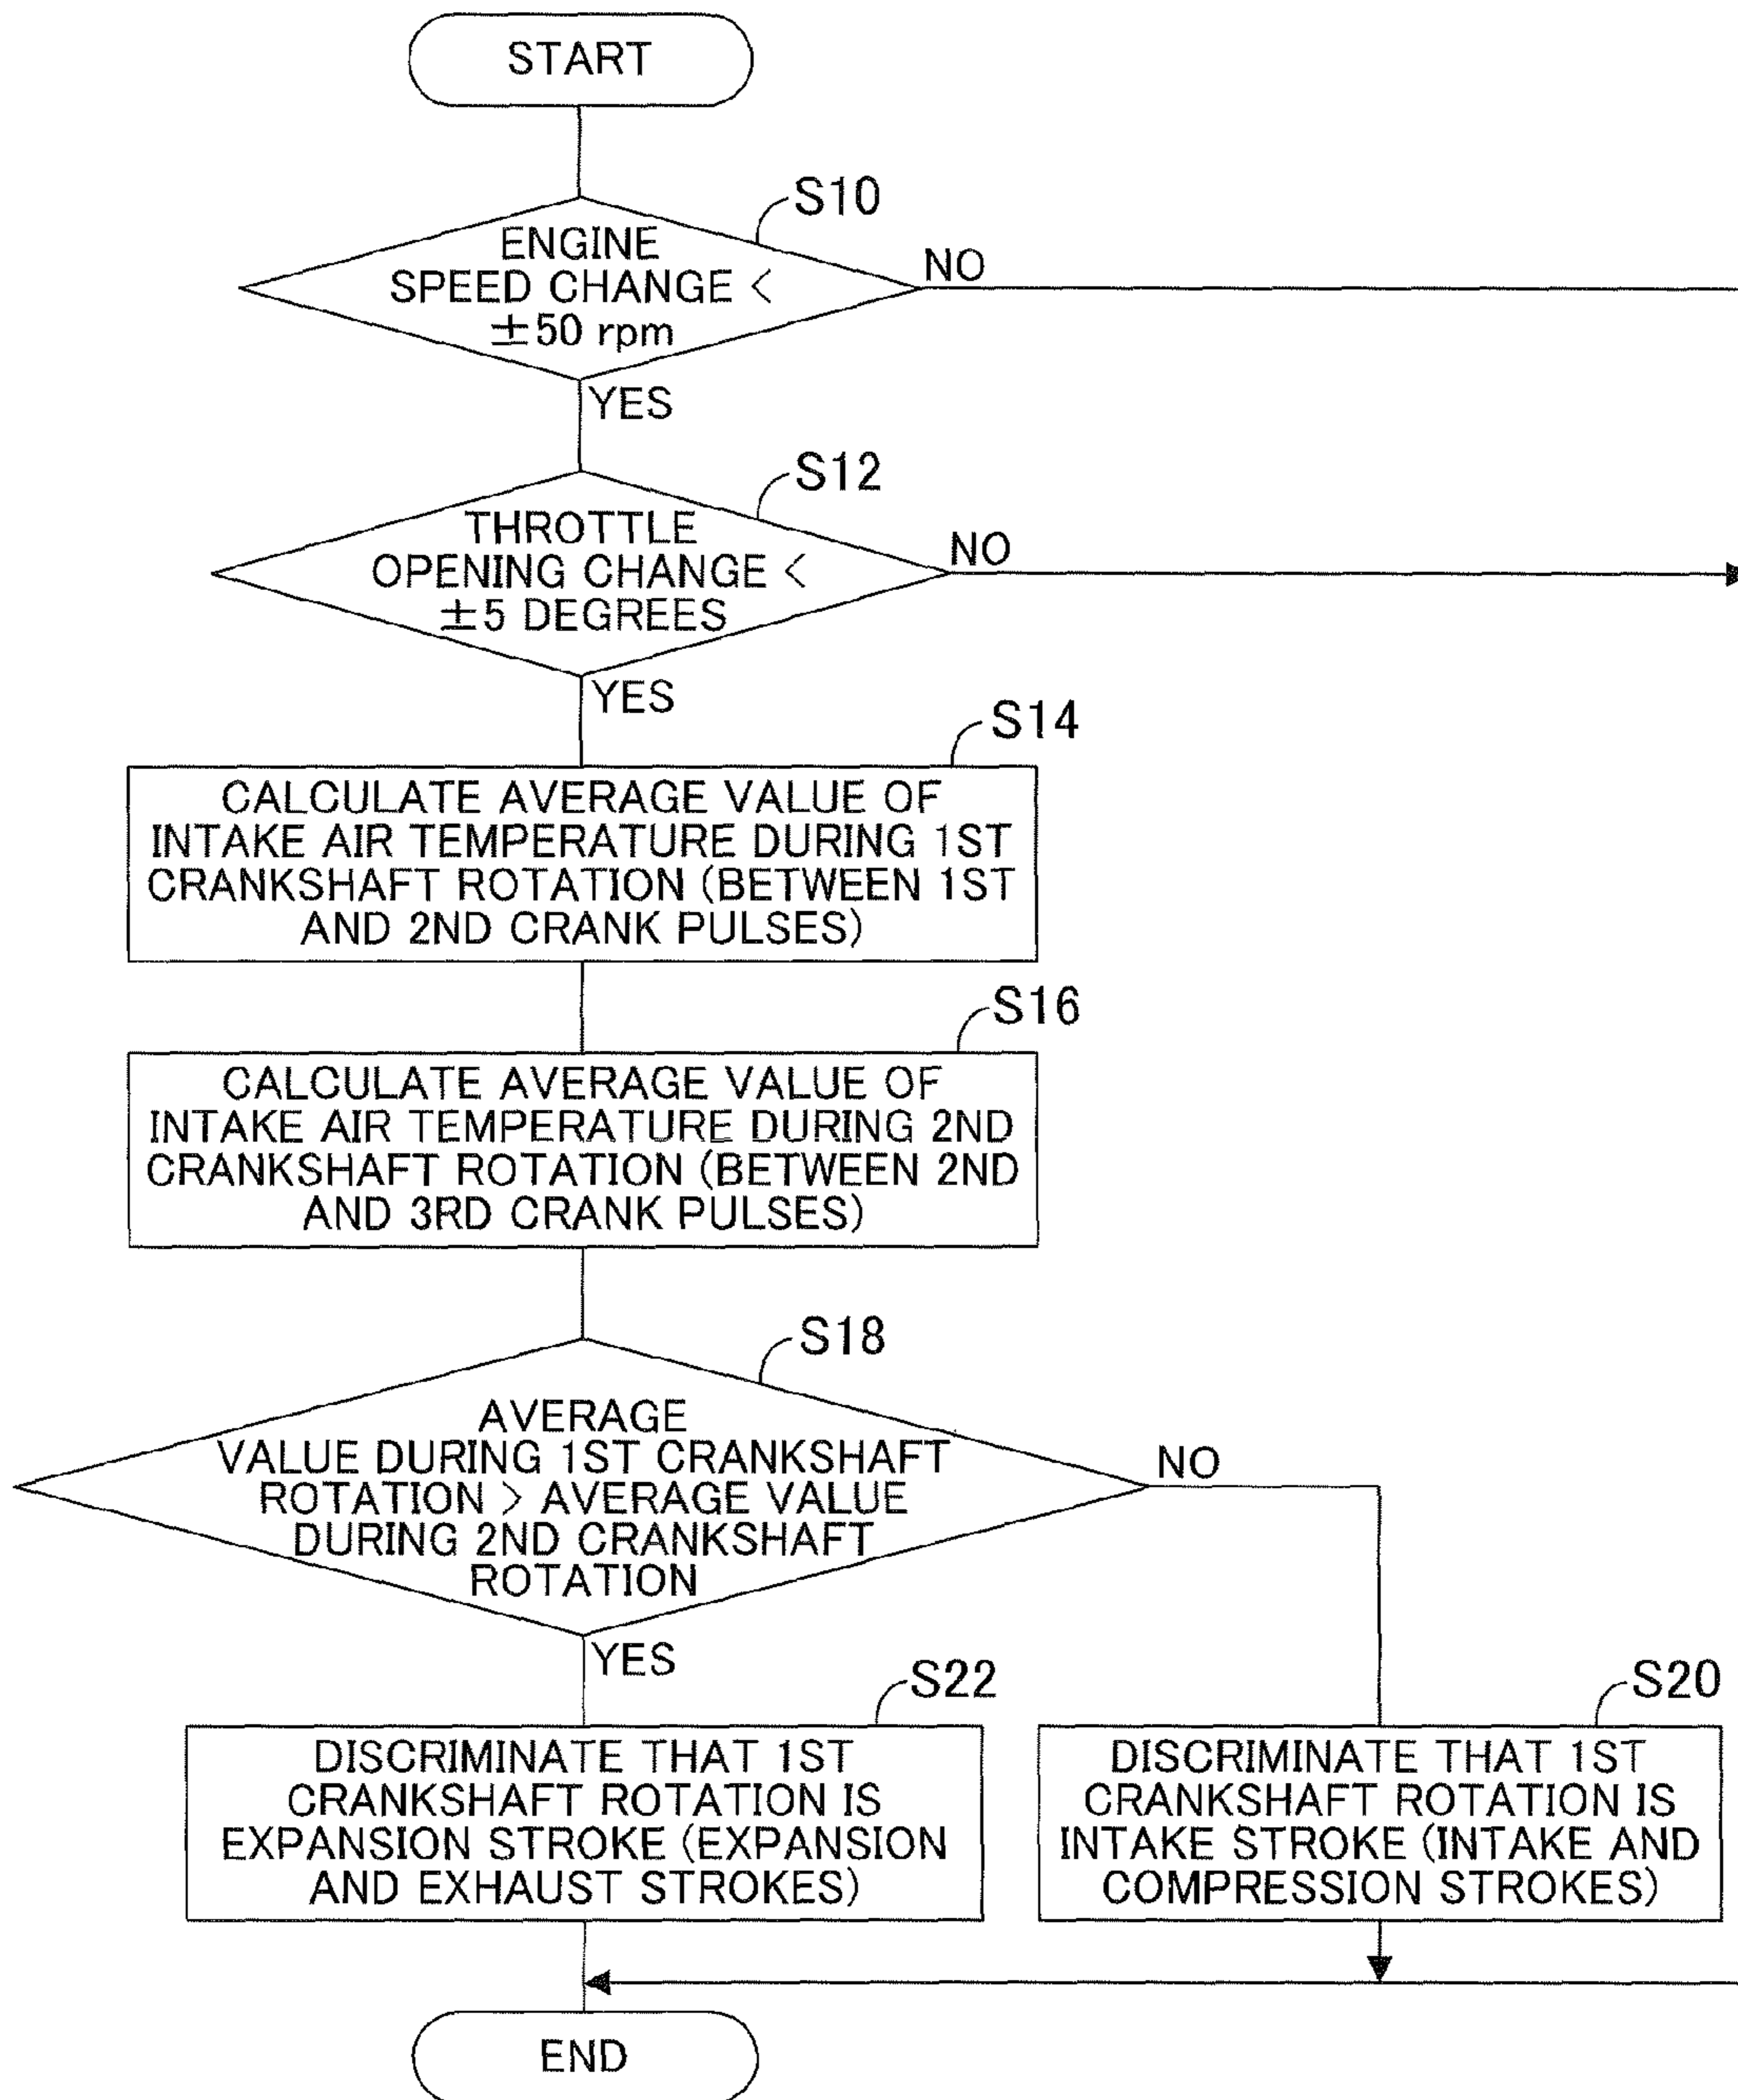 START
S10
ENGINE
SPEED CHANGE <
±50 rpm
NO
YES
S12
THROTTLE
OPENING CHANGE <
±5 DEGREES
NO
YES
S14
CALCULATE AVERAGE VALUE OF
INTAKE AIR TEMPERATURE DURING 1ST
CRANKSHAFT ROTATION (BETWEEN 1ST
AND 2ND CRANK PULSES)
S16
CALCULATE AVERAGE VALUE OF
INTAKE AIR TEMPERATURE DURING 2ND
CRANKSHAFT ROTATION (BETWEEN 2ND
AND 3RD CRANK PULSES)
S18
AVERAGE
VALUE DURING 1ST CRANKSHAFT
ROTATION > AVERAGE VALUE
DURING 2ND CRANKSHAFT
ROTATION
NO
YES
S22
DISCRIMINATE THAT 1ST
CRANKSHAFT ROTATION IS
EXPANSION STROKE (EXPANSION
AND EXHAUST STROKES)
S20
DISCRIMINATE THAT 1ST
CRANKSHAFT ROTATION IS
INTAKE STROKE (INTAKE AND
COMPRESSION STROKES)
END